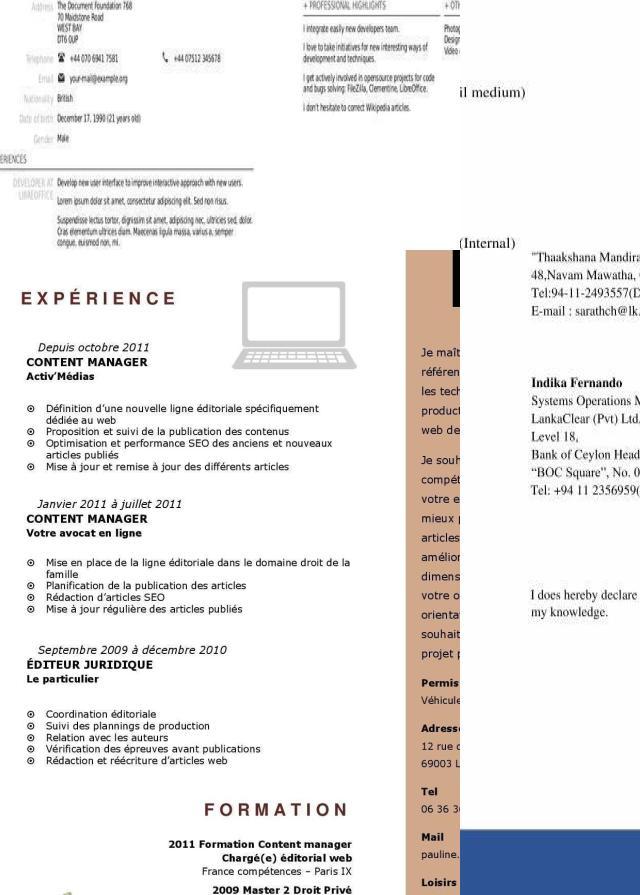 Address The Document Foundation 768
70 Maidstone Road
WEST BAY
DT6 0UP
Telephone +44 070 6941 7581 +44 07512 345678
Email your-mail@example.org
Nationality British
Date of birth December 17, 1990 (21 years old)
Gender Male
ERIENCES
DEVELOPER AT LIBREOFFICE
Develop new user interface to improve interactive approach with new users.
Lorem ipsum dolor sit amet, consectetur adipiscing elit. Sed non risus.
Suspendisse lectus tortor, dignissim sit amet, adipiscing nec, ultricies sed, dolor.
Cras elementum ultrices diam. Maecenas ligula massa, varius a, semper
congue, euismod non, mi.
+ PROFESSIONAL HIGHLIGHTS
I integrate easily new developers team.
I love to take initiatives for new interesting ways of
development and techniques.
I get actively involved in opensource projects for code
and bugs solving: FileZilla, Clementine, LibreOffice.
I don't hesitate to correct Wikipedia articles.
+ OTH
Photog
Design
Video
il medium)
(Internal)
EXPÉRIENCE
Depuis octobre 2011
CONTENT MANAGER
Activ’Médias
Définition d’une nouvelle ligne éditoriale spécifiquement
dédiée au web
Proposition et suivi de la publication des contenus
Optimisation et performance SEO des anciens et nouveaux
articles publiés
Mise à jour et remise à jour des différents articles
Janvier 2011 à juillet 2011
CONTENT MANAGER
Votre avocat en ligne
Mise en place de la ligne éditoriale dans le domaine droit de la
famille
Planification de la publication des articles
Rédaction d’articles SEO
Mise à jour régulière des articles publiés
Septembre 2009 à décembre 2010
ÉDITEUR JURIDIQUE
Le particulier
Coordination éditoriale
Suivi des plannings de production
Relation avec les auteurs
Vérification des épreuves avant publications
Rédaction et réécriture d’articles web
FORMATION
2011 Formation Content manager
Chargé(e) éditorial web
France compétences – Paris IX
2009 Master 2 Droit Privé
Je maît
référen
les tech
product
web de
Je souh
compét
votre e
mieux p
articles
amélior
dimens
votre o
orienta
souhait
projet p
Permis
Véhicule
Adresse
12 rue d
69003 L
Tel
06 36 3
Mail
pauline.
Loisirs
"Thaakshana Mandira
48,Navam Mawatha,
Tel:94-11-2493557(D
E-mail : sarathch@lk.
Indika Fernando
Systems Operations M
LankaClear (Pvt) Ltd,
Level 18,
Bank of Ceylon Head
“BOC Square”, No. 0
Tel: +94 11 2356959(
I does hereby declare
my knowledge.